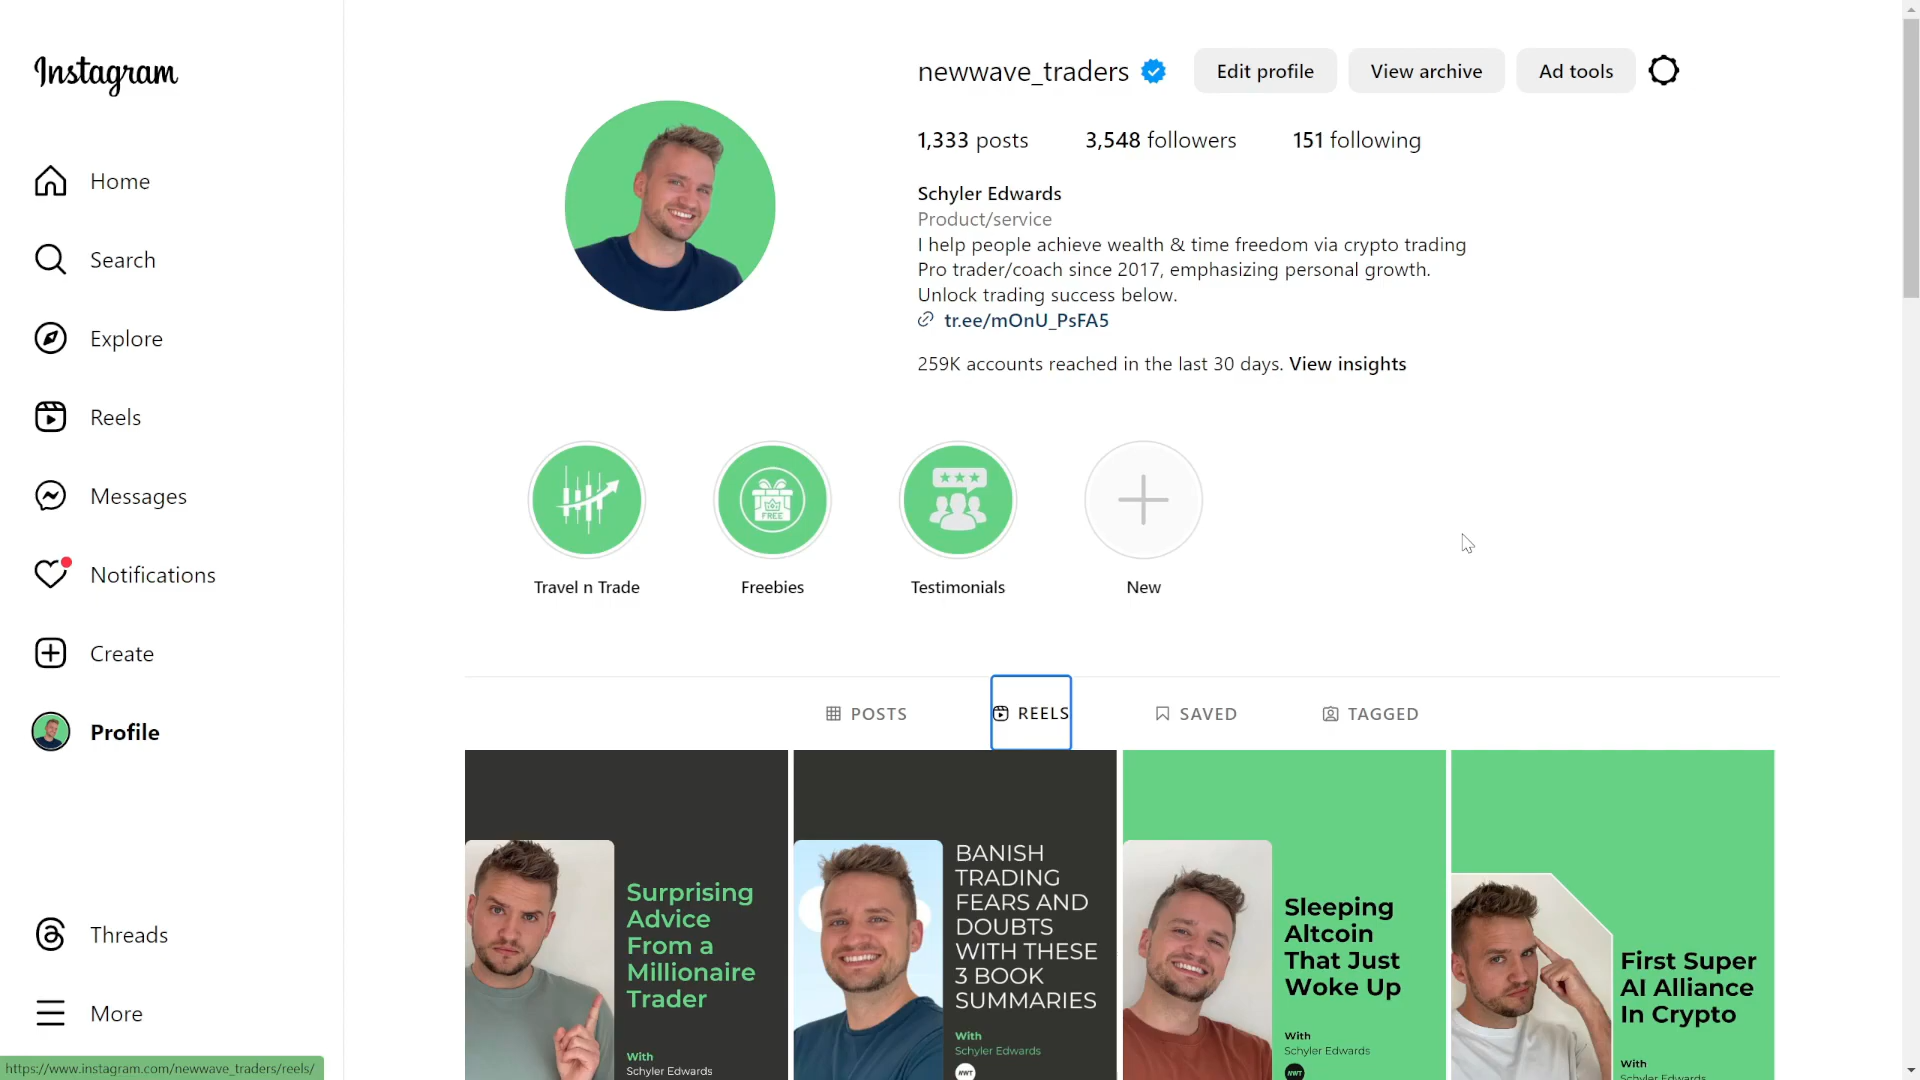 Instagram
Home
Search
Explore
Reels
Messages
Notifications
Create
Profile
Threads
More
newwave_traders
Edit profile
View archive
Ad tools
1,333 posts
3,548 followers
151 following
Schyler Edwards
Product/service
I help people achieve wealth & time freedom via crypto trading
Pro trader/coach since 2017, emphasizing personal growth.
Unlock trading success below.
tr.ee/mOnU_PsFA5
259K accounts reached in the last 30 days. View insights
FREE
Travel n Trade
Freebies
Testimonials
New
POSTS
REELS
SAVED
TAGGED
Surprising
Advice
From a
Millionaire
Trader
With
Schyler Edwards
BANISH
TRADING
FEARS AND
DOUBTS
WITH THESE
3 BOOK
SUMMARIES
With
Schyler Edwards
NWT
Sleeping
Altcoin
That Just
Woke Up
With
Schyler Edwards
NWT
First Super
AI Alliance
In Crypto
With
Schyler Edwards
https://www.instagram.com/newwave_traders/reels/